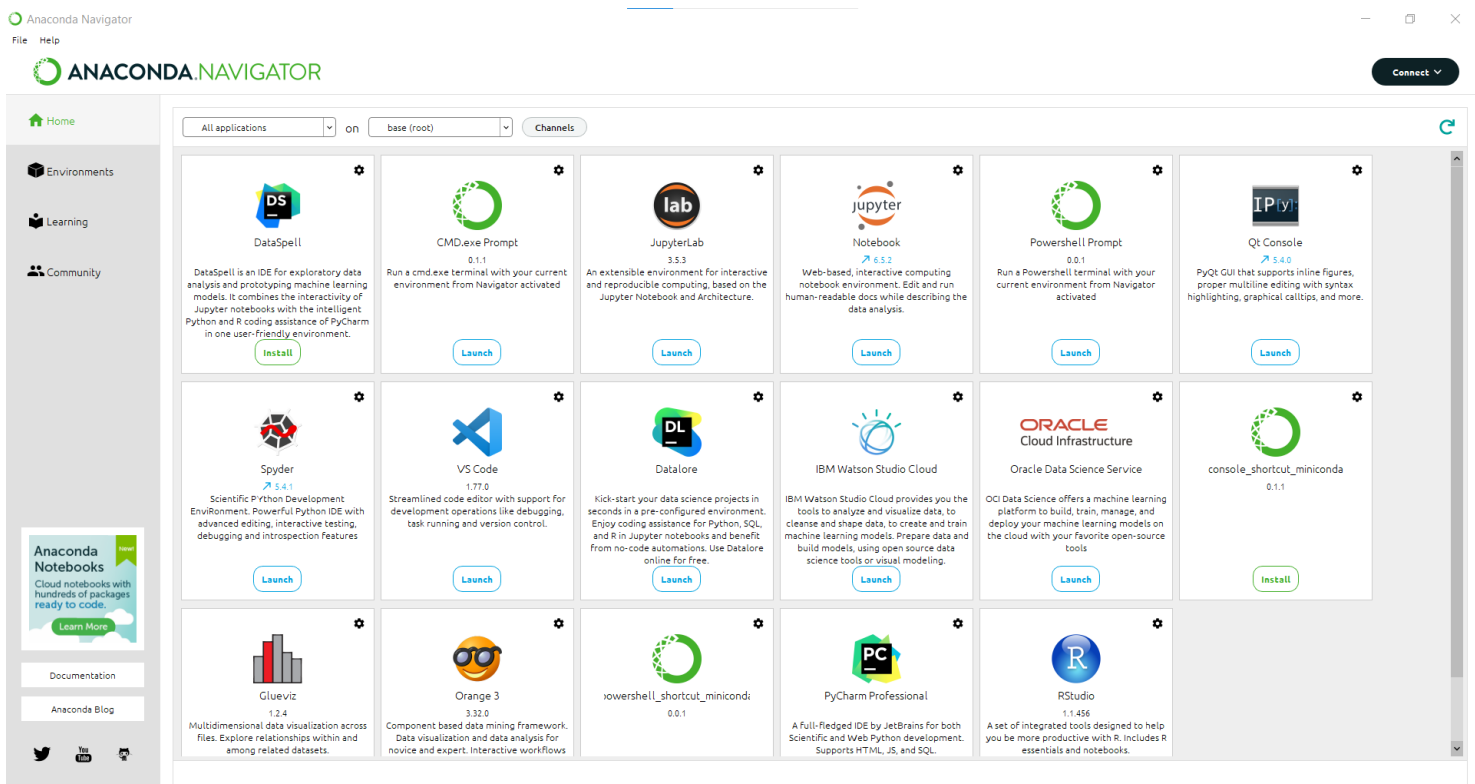 Anaconda Navigator
File Help
ANACONDA.NAVIGATOR
Connect
Home
Environments
Learning
Community
All applications on base (root) Channels
DS
DataSpell
DataSpell is an IDE for exploratory data
analysis and prototyping machine learning
models. It combines the interactivity of
Jupyter notebooks with the intelligent
Python and R coding assistance of PyCharm
in one user-friendly environment.
Install
CMD.exe Prompt
0.1.1
Run a cmd.exe terminal with your current
environment from Navigator activated
Launch
lab
JupyterLab
3.5.3
An extensible environment for interactive
and reproducible computing, based on the
Jupyter Notebook and Architecture.
Launch
jupyter
Notebook
6.5.2
Web-based, interactive computing
notebook environment. Edit and run
human-readable docs while describing the
data analysis.
Launch
Powershell Prompt
0.0.1
Run a Powershell terminal with your
current environment from Navigator
activated
Launch
IP[y]:
Qt Console
5.4.0
PyQt GUI that supports inline figures,
proper multiline editing with syntax
highlighting, graphical calltips, and more.
Launch
Spyder
5.4.1
Scientific PYthon Development
EnviRonment. Powerful Python IDE with
advanced editing, interactive testing,
debugging and introspection features
Launch
VS Code
1.77.0
Streamlined code editor with support for
development operations like debugging,
task running and version control.
Launch
DL
Datalore
Kick-start your data science projects in
seconds in a pre-configured environment.
Enjoy coding assistance for Python, SQL,
and R in Jupyter notebooks and benefit
from no-code automations. Use Datalore
online for free.
Launch
IBM Watson Studio Cloud
IBM Watson Studio Cloud provides you the
tools to analyze and visualize data, to
cleanse and shape data, to create and train
machine learning models. Prepare data and
build models, using open source data
science tools or visual modeling.
Launch
ORACLE
Cloud Infrastructure
Oracle Data Science Service
OCI Data Science offers a machine learning
platform to build, train, manage, and
deploy your machine learning models on
the cloud with your favorite open-source
tools
Launch
console_shortcut_miniconda
0.1.1
Install
Glueviz
1.2.4
Multidimensional data visualization across
files. Explore relationships within and
among related datasets.
Orange 3
3.32.0
Component based data mining framework.
Data visualization and data analysis for
novice and expert. Interactive workflows
powershell_shortcut_miniconda
0.0.1
PC
PyCharm Professional
A full-fledged IDE by JetBrains for both
Scientific and Web Python development.
Supports HTML, JS, and SQL.
R
RStudio
1.1.456
A set of integrated tools designed to help
you be more productive with R. Includes R
essentials and notebooks.
Anaconda
Notebooks
New!
Cloud notebooks with
hundreds of packages
ready to code.
Learn More
Documentation
Anaconda Blog
You
Tube